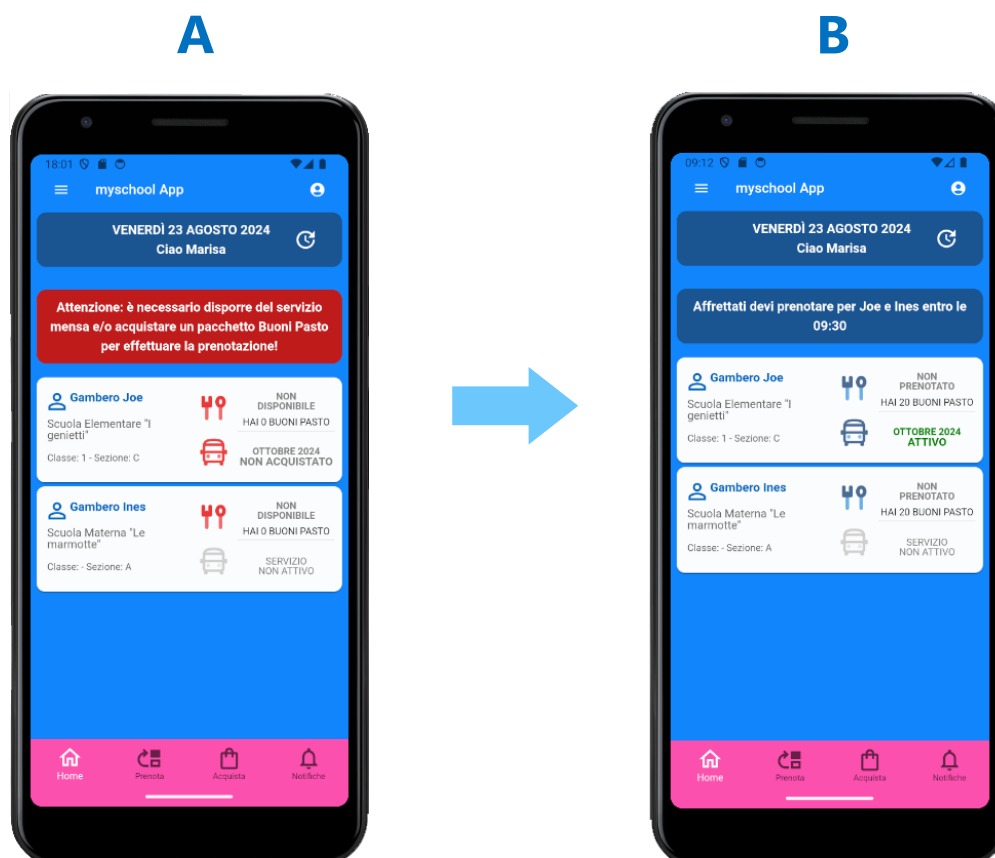 A
18:01
myschool App
VENERDÌ 23 AGOSTO 2024
Ciao Marisa
Attenzione: è necessario disporre del servizio
mensa e/o acquistare un pacchetto Buoni Pasto
per effettuare la prenotazione!
Gambero Joe
Scuola Elementare "I
genietti"
Classe: 1 - Sezione: C
NON
DISPONIBILE
HAI 0 BUONI PASTO
OTTOBRE 2024
NON ACQUISTATO
Gambero Ines
Scuola Materna "Le
marmotte"
Classe: - Sezione: A
NON
DISPONIBILE
HAI 0 BUONI PASTO
SERVIZIO
NON ATTIVO
Home
Prenota
Acquista
Notifiche
B
09:12
myschool App
VENERDÌ 23 AGOSTO 2024
Ciao Marisa
Affrettati devi prenotare per Joe e Ines entro le
09:30
Gambero Joe
Scuola Elementare "I
genietti"
Classe: 1 - Sezione: C
NON
PRENOTATO
HAI 20 BUONI PASTO
OTTOBRE 2024
ATTIVO
Gambero Ines
Scuola Materna "Le
marmotte"
Classe: - Sezione: A
NON
PRENOTATO
HAI 20 BUONI PASTO
SERVIZIO
NON ATTIVO
Home
Prenota
Acquista
Notifiche